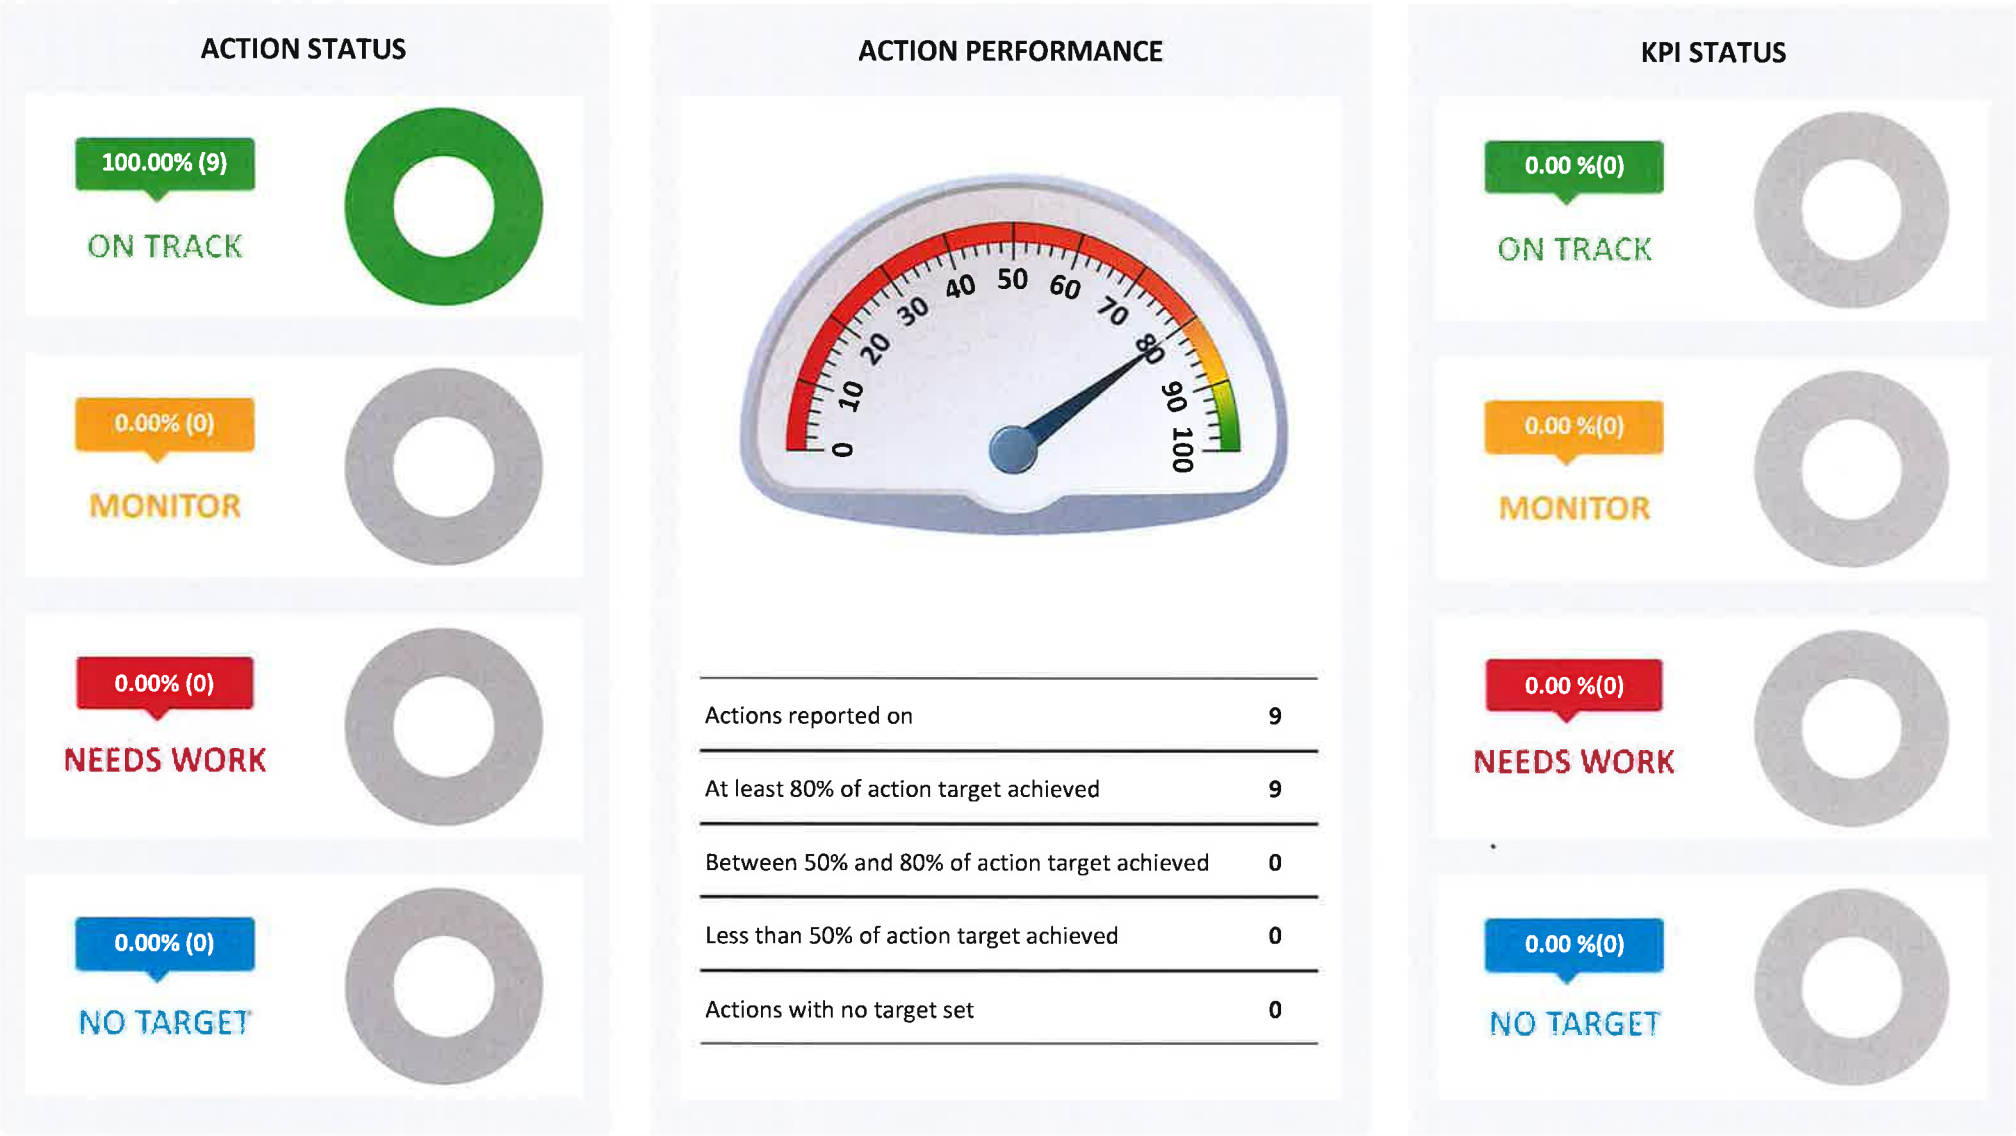 ACTION STATUS
100.00% (9)
ON TRACK
0.00% (0)
MONITOR
0.00% (0)
NEEDS WORK
0.00% (0)
NO TARGET
ACTION PERFORMANCE
0
10
20
30
40
50
60
70
80
90
100
Actions reported on 9
At least 80% of action target achieved 9
Between 50% and 80% of action target achieved 0
Less than 50% of action target achieved 0
Actions with no target set 0
KPI STATUS
0.00 %(0)
ON TRACK
0.00 %(0)
MONITOR
0.00 %(0)
NEEDS WORK
0.00 %(0)
NO TARGET